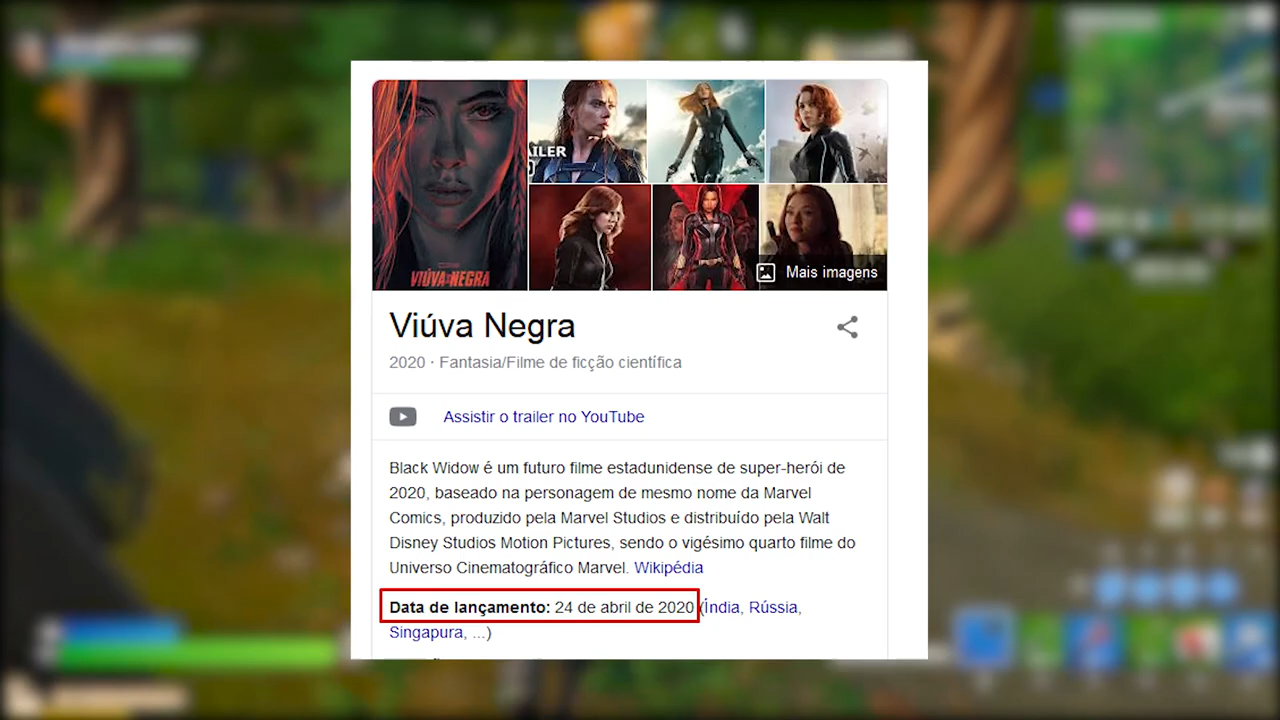 AILER
VIÚVA NEGRA
Mais imagens
Viúva Negra
2020 · Fantasia/Filme de ficção científica
Assistir o trailer no YouTube
Black Widow é um futuro filme estadunidense de super-herói de
2020, baseado na personagem de mesmo nome da Marvel
Comics, produzido pela Marvel Studios e distribuído pela Walt
Disney Studios Motion Pictures, sendo o vigésimo quarto filme do
Universo Cinematográfico Marvel. Wikipédia
Data de lançamento: 24 de abril de 2020 (Índia, Rússia,
Singapura, ...)